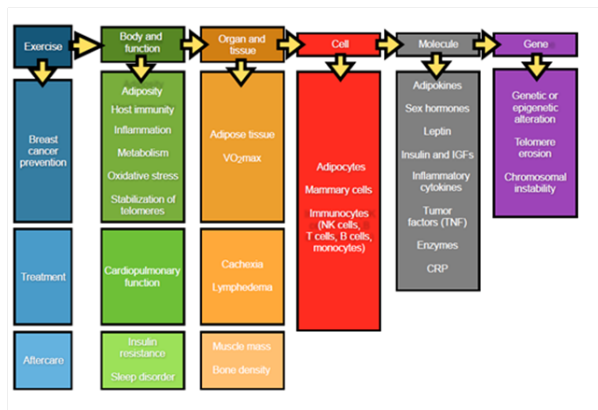 Exercise
Body and
function
Organ and
tissue
Cell
Molecule
Gene
Breast
cancer
prevention
Treatment
Aftercare
Adiposity
Host immunity
Inflammation
Metabolism
Oxidative stress
Stabilization of
telomeres
Cardiopulmonary
function
Insulin
resistance
Sleep disorder
Adipose tissue
VO2max
Cachexia
Lymphedema
Muscle mass
Bone density
Adipocytes
Mammary cells
Immunocytes
(NK cells,
T cells, B cells,
monocytes)
Adipokines
Sex hormones
Leptin
Insulin and IGFs
Inflammatory
cytokines
Tumor
factors (TNF)
Enzymes
CRP
Genetic or
epigenetic
alteration
Telomere
erosion
Chromosomal
instability